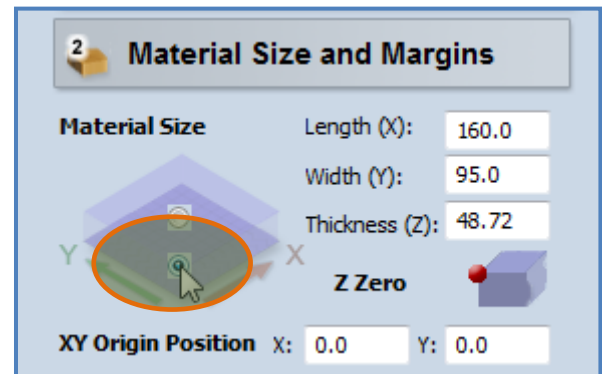 2 Material Size and Margins
Material Size Length (X): 160.0
Width (Y): 95.0
Thickness (Z): 48.72
Y X
Z Zero
XY Origin Position X: 0.0 Y: 0.0